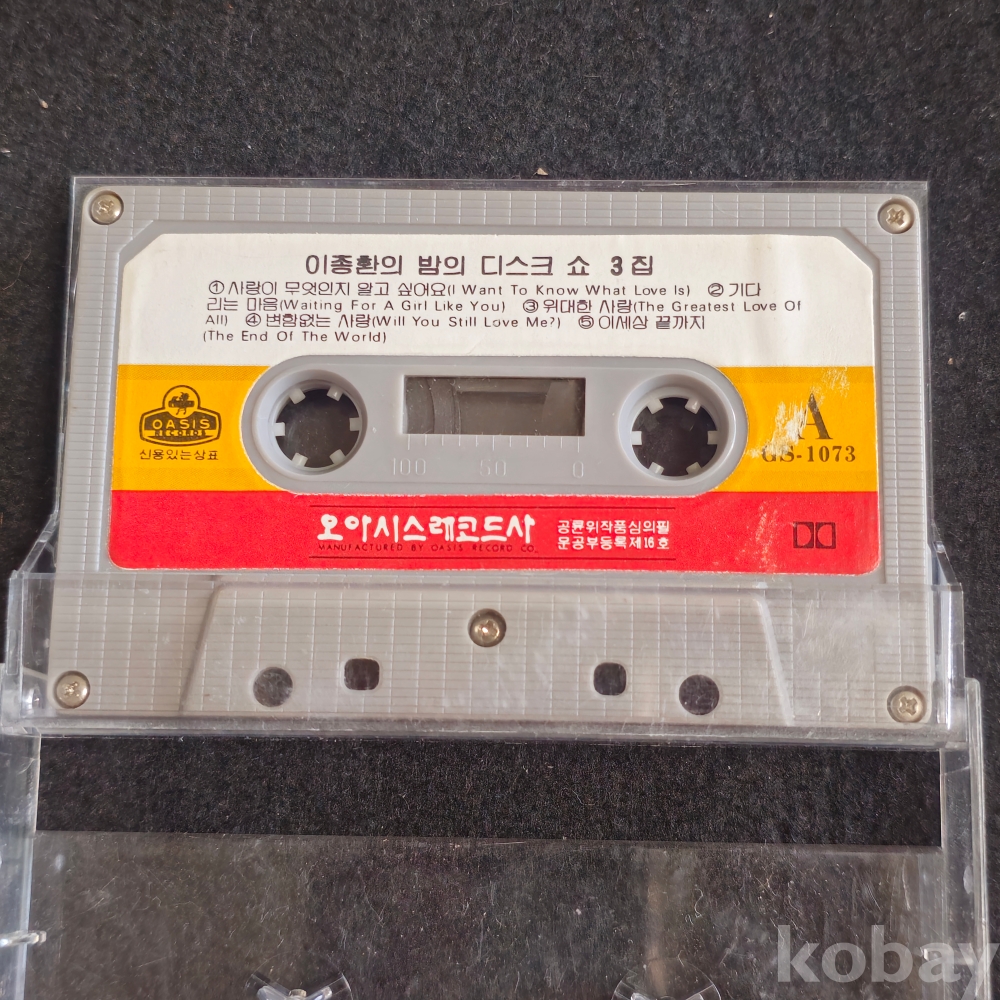 이종환의 밤의 디스크 쇼 3집
①사랑이 무엇인지 알고 싶어요(I Want To Know What Love Is) ②기다
리는 마음(Waiting For A Girl Like You) ③위대한 사랑(The Greatest Love Of
All) ④변함없는 사랑(Will You Still Love Me?) ⑤이세상 끝까지
(The End Of The World)
OASIS
RECORDS
신용있는상표
100 50 0
A
GS-1073
오아시스레코드사
MANUFACTURED BY OASIS RECORD CO.
공륜위작품심의필
문공부등록제16호
kobay